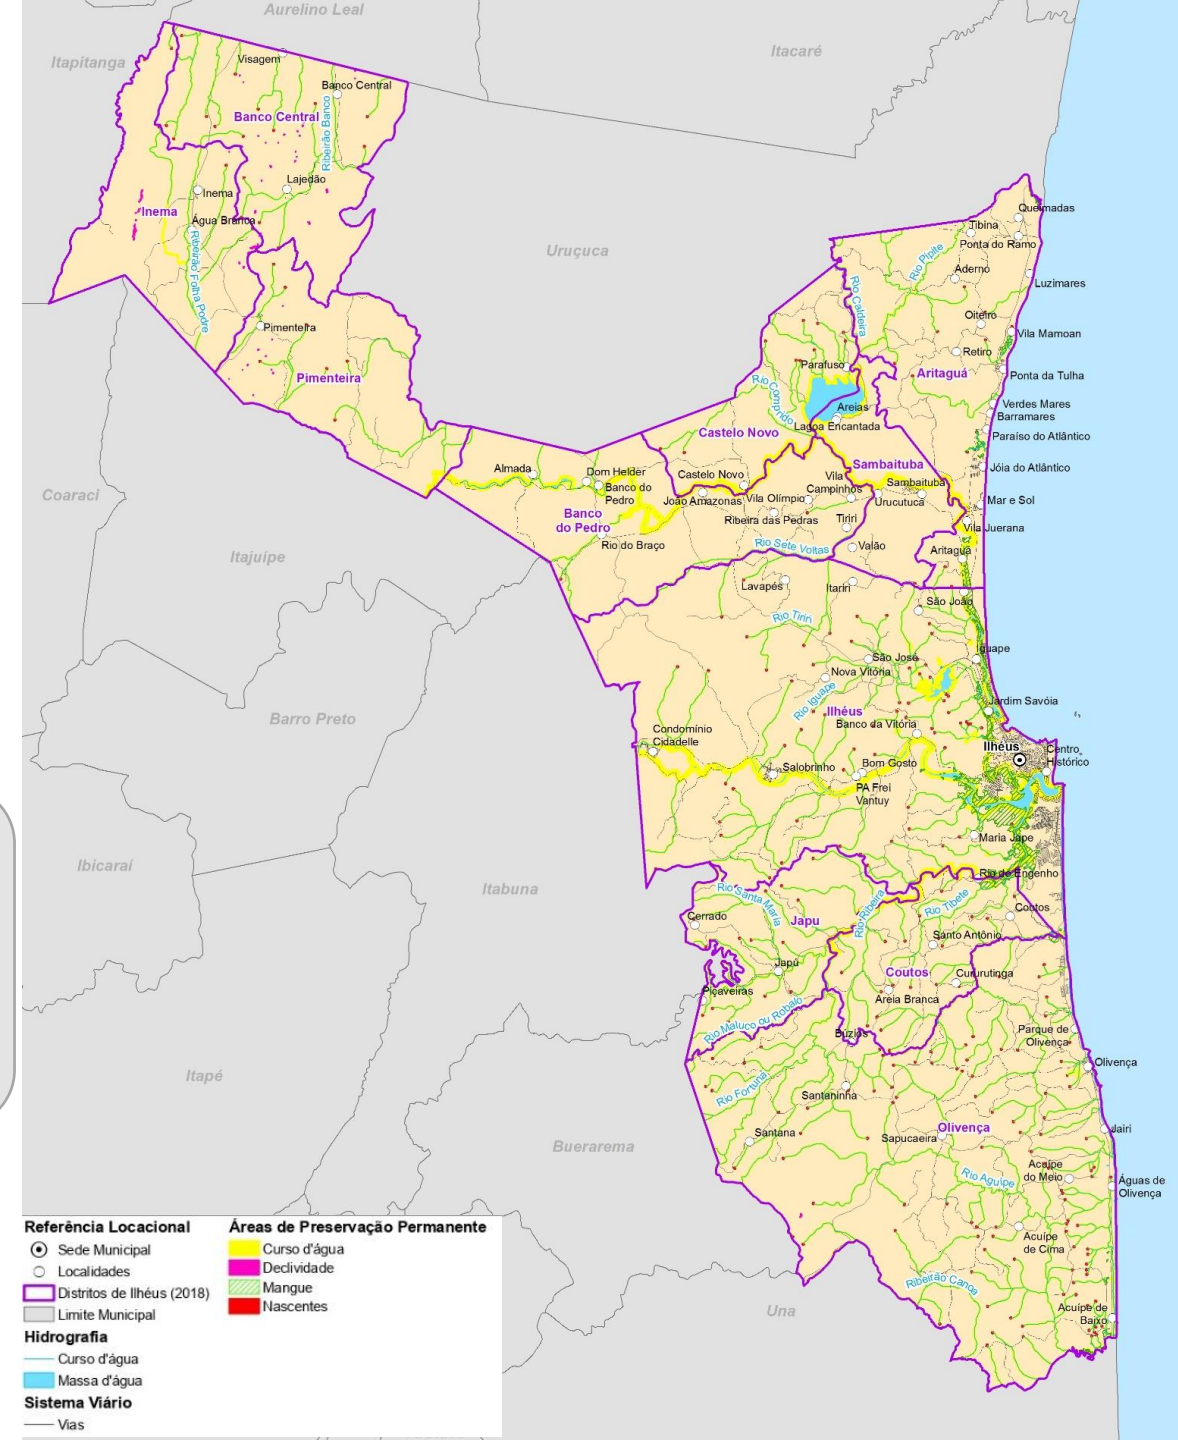 Aurelino Leal
Itapitanga
Itacaré
Visagem
Banco Central
Banco Central
Ribeirão Banco
Lajedão
Inema
Inema
Água Branca
Ribeirão Folha Podre
Uruçuca
Queimadas
Tibina
Ponta do Ramo
Rio Pipite
Aderno
Luzimares
Rio Caldeira
Oiteiro
Vila Mamoan
Pimenteira
Retiro
Parafuso
Aritaguá
Ponta da Tulha
Pimenteira
Rio Comprido
Areias
Verdes Mares
Barramares
Lagoa Encantada
Castelo Novo
Paraíso do Atlântico
Sambaituba
Almada
Dom Helder
Castelo Novo
Vila
Campinhos
Jóia do Atlântico
Sambaituba
Banco do
Pedro
João Amazonas
Vila Olímpio
Urucutuca
Mar e Sol
Coaraci
Banco
do Pedro
Ribeira das Pedras
Tiriri
Vila Juerana
Rio do Braço
Rio Sete Voltas
Valão
Aritaguá
Itajuípe
Lavapés
Itariri
São João
Rio Tiriri
Iguape
São José
Nova Vitória
Rio Iguape
Jardim Savóia
Ilhéus
Banco da Vitória
Barro Preto
Condomínio
Cidadelle
Ilhéus
Centro
Histórico
Salobrinho
Bom Gosto
PA Frei
Vantuy
Maria Jape
Ibicaraí
Itabuna
Rio do Engenho
Rio Santa Maria
Rio Ribeira
Rio Tibete
Coutos
Cerrado
Japu
Santo Antônio
Japú
Coutos
Cururutinga
Piçaveiras
Areia Branca
Rio Maluco ou Robalo
Búzios
Parque de
Olivença
Olivença
Itapé
Rio Fortuna
Santaninha
Santana
Sapucaeira
Olivença
Jairi
Buerarema
Acuípe
do Meio
Rio Aguipe
Águas de
Olivença
Acuípe
de Cima
Ribeirão Canoa
Una
Acuípe de
Baixo
Referência Locacional
Sede Municipal
Localidades
Distritos de Ilhéus (2018)
Limite Municipal
Hidrografia
Curso d'água
Massa d'água
Sistema Viário
Vias
Áreas de Preservação Permanente
Curso d'água
Declividade
Mangue
Nascentes